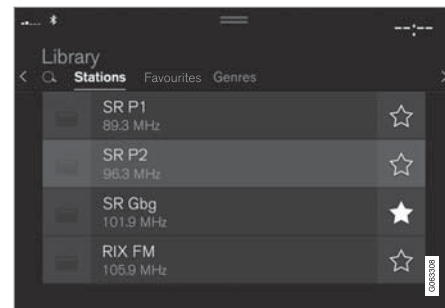 --:--
Library
Stations Favourites Genres
SR P1
89.3 MHz
SR P2
96.3 MHz
SR Gbg
101.9 MHz
RIX FM
105.9 MHz
G063308